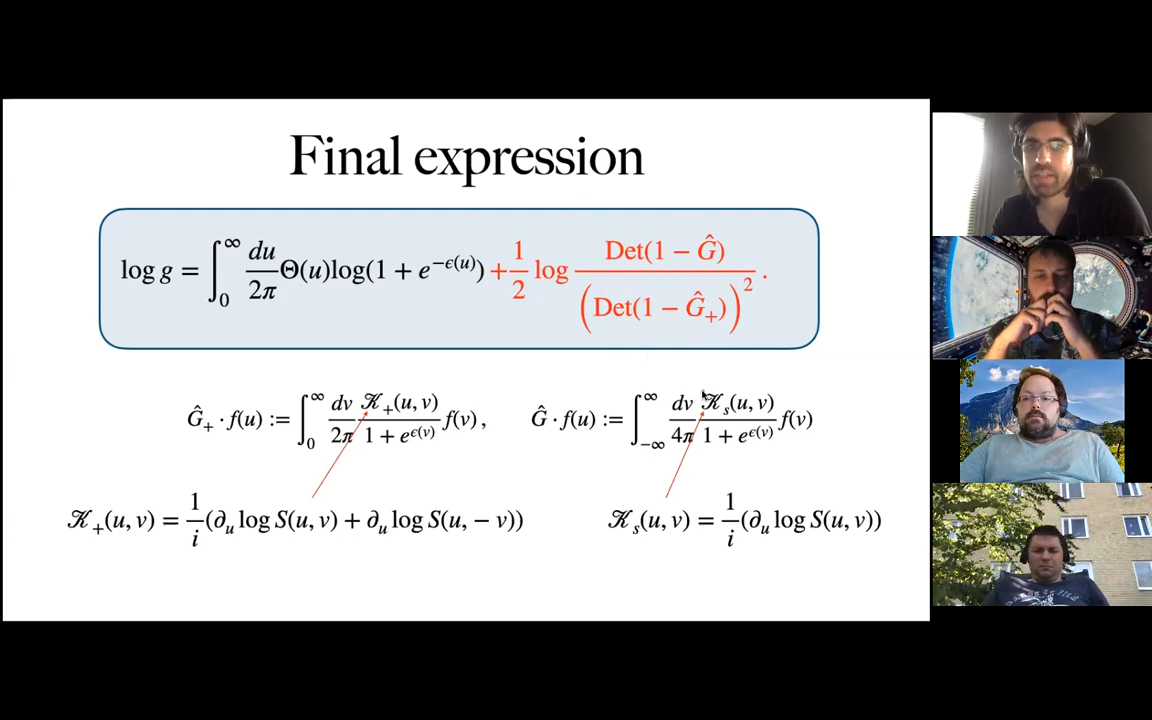 Final expression
log g = ∫_0^∞ du/2π Θ(u)log(1 + e^{−ϵ(u)}) + 1/2 log Det(1 − Ĝ)/(Det(1 − Ĝ_+))^2 .
Ĝ_+ · f(u) := ∫_0^∞ dv/2π 𝒦_+(u, v)/(1 + e^{ϵ(v)}) f(v) ,   Ĝ · f(u) := ∫_{−∞}^∞ dv/4π 𝒦_s(u, v)/(1 + e^{ϵ(v)}) f(v)
𝒦_+(u, v) = 1/i (∂_u log S(u, v) + ∂_u log S(u, − v))   𝒦_s(u, v) = 1/i (∂_u log S(u, v))